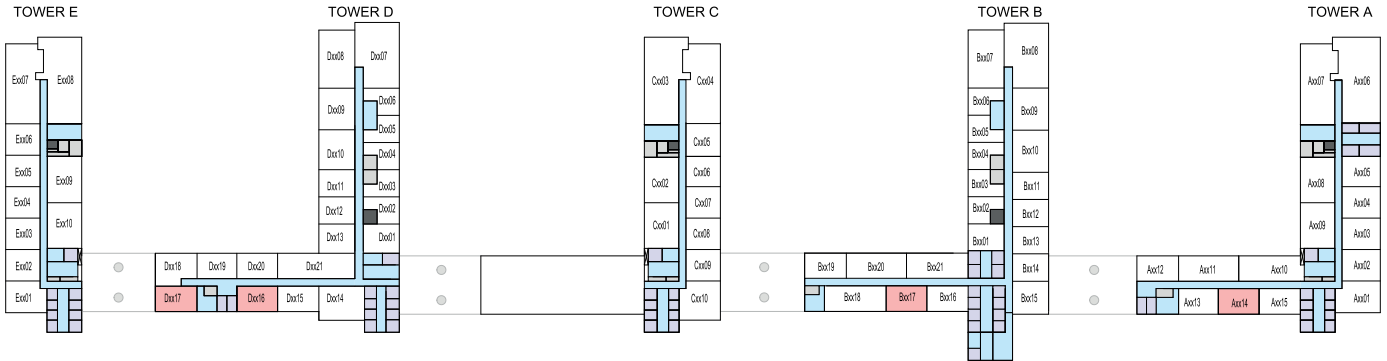 TOWER E
TOWER D
TOWER C
TOWER B
TOWER A
Exx07
Exx08
Exx06
Exx05
Exx09
Exx04
Exx03
Exx10
Exx02
Exx01
Dxx08
Dxx07
Dxx09
Dxx06
Dxx05
Dxx10
Dxx04
Dxx11
Dxx03
Dxx12
Dxx02
Dxx13
Dxx01
Dxx18
Dxx19
Dxx20
Dxx21
Dxx17
Dxx16
Dxx15
Dxx14
Cxx03
Cxx04
Cxx05
Cxx02
Cxx06
Cxx07
Cxx01
Cxx08
Cxx09
Cxx10
Bxx07
Bxx08
Bxx06
Bxx09
Bxx05
Bxx04
Bxx10
Bxx03
Bxx11
Bxx02
Bxx12
Bxx01
Bxx13
Bxx19
Bxx20
Bxx21
Bxx14
Bxx18
Bxx17
Bxx16
Bxx15
Axx07
Axx06
Axx08
Axx05
Axx04
Axx09
Axx03
Axx12
Axx11
Axx10
Axx02
Axx13
Axx14
Axx15
Axx01